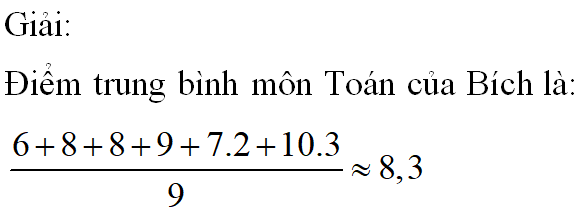 Giải:
Điểm trung bình môn Toán của Bích là:
6+8+8+9+7.2+10.3
9
≈ 8,3